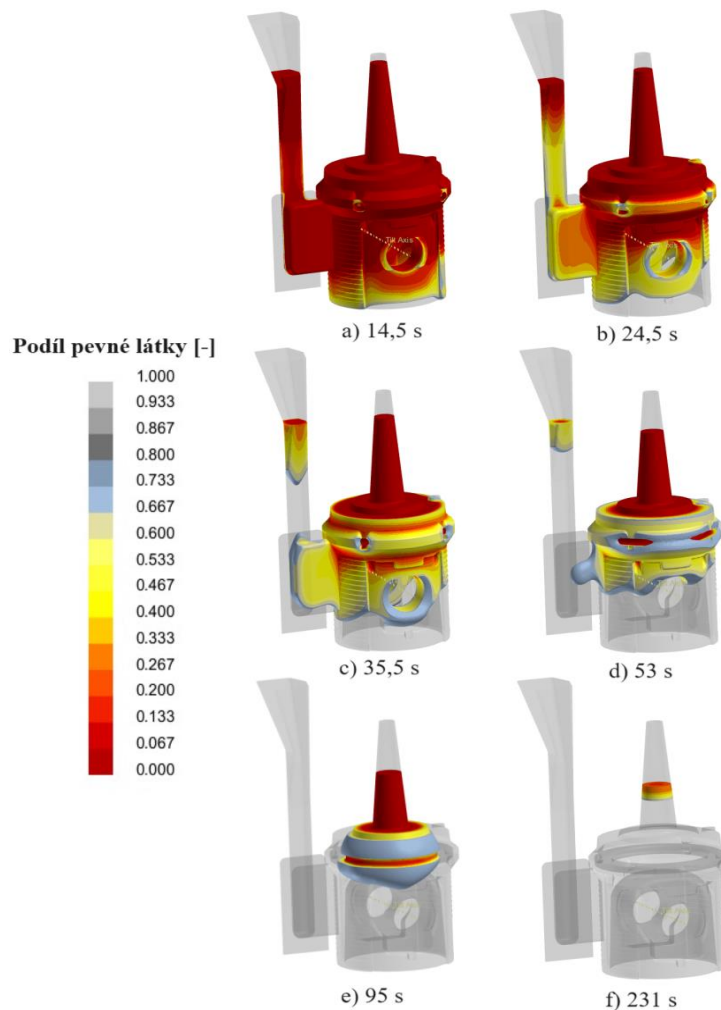 Tilt Axis
a) 14,5 s
b) 24,5 s
Podíl pevné látky [-]
1.000
0.933
0.867
0.800
0.733
0.667
0.600
0.533
0.467
0.400
0.333
0.267
0.200
0.133
0.067
0.000
c) 35,5 s
d) 53 s
e) 95 s
f) 231 s